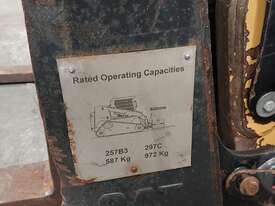 Rated Operating Capacities
257B3 297C
587 Kg 972 Kg